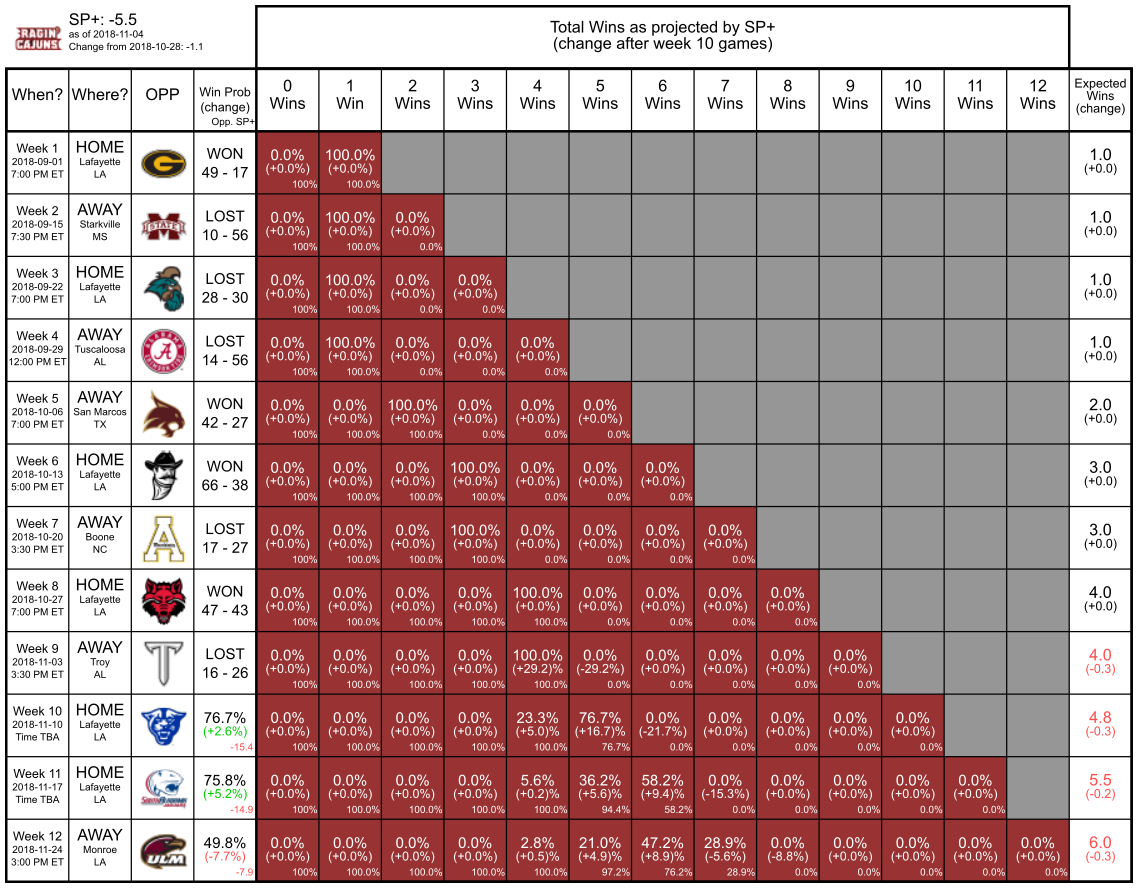 RAGIN'
CAJUNS
SP+: -5.5
as of 2018-11-04
Change from 2018-10-28: -1.1
Total Wins as projected by SP+
(change after week 10 games)
When? Where? OPP Win Prob (change) Opp. SP+ 0 Wins 1 Win 2 Wins 3 Wins 4 Wins 5 Wins 6 Wins 7 Wins 8 Wins 9 Wins 10 Wins 11 Wins 12 Wins Expected Wins (change)
Week 1 HOME G WON 0.0% 100.0% 1.0
2018-09-01 Lafayette 49 - 17 (+0.0%) (+0.0%) (+0.0)
7:00 PM ET LA 100% 100.0%
Week 2 AWAY STATE LOST 0.0% 100.0% 0.0% 1.0
2018-09-15 Starkville 10 - 56 (+0.0%) (+0.0%) (+0.0%) (+0.0)
7:30 PM ET MS 100% 100.0% 0.0%
Week 3 HOME LOST 0.0% 100.0% 0.0% 0.0% 1.0
2018-09-22 Lafayette 28 - 30 (+0.0%) (+0.0%) (+0.0%) (+0.0%) (+0.0)
7:00 PM ET LA 100% 100.0% 0.0% 0.0%
Week 4 AWAY A LOST 0.0% 100.0% 0.0% 0.0% 0.0% 1.0
2018-09-29 Tuscaloosa 14 - 56 (+0.0%) (+0.0%) (+0.0%) (+0.0%) (+0.0%) (+0.0)
12:00 PM ET AL 100% 100.0% 0.0% 0.0% 0.0%
Week 5 AWAY WON 0.0% 0.0% 100.0% 0.0% 0.0% 0.0% 2.0
2018-10-06 San Marcos 42 - 27 (+0.0%) (+0.0%) (+0.0%) (+0.0%) (+0.0%) (+0.0%) (+0.0)
7:00 PM ET TX 100% 100.0% 100.0% 0.0% 0.0% 0.0%
Week 6 HOME WON 0.0% 0.0% 0.0% 100.0% 0.0% 0.0% 0.0% 3.0
2018-10-13 Lafayette 66 - 38 (+0.0%) (+0.0%) (+0.0%) (+0.0%) (+0.0%) (+0.0%) (+0.0%) (+0.0)
5:00 PM ET LA 100% 100.0% 100.0% 100.0% 0.0% 0.0% 0.0%
Week 7 AWAY A LOST 0.0% 0.0% 0.0% 100.0% 0.0% 0.0% 0.0% 0.0% 3.0
2018-10-20 Boone 17 - 27 (+0.0%) (+0.0%) (+0.0%) (+0.0%) (+0.0%) (+0.0%) (+0.0%) (+0.0%) (+0.0)
3:30 PM ET NC 100% 100.0% 100.0% 100.0% 0.0% 0.0% 0.0% 0.0%
Week 8 HOME WON 0.0% 0.0% 0.0% 0.0% 100.0% 0.0% 0.0% 0.0% 0.0% 4.0
2018-10-27 Lafayette 47 - 43 (+0.0%) (+0.0%) (+0.0%) (+0.0%) (+0.0%) (+0.0%) (+0.0%) (+0.0%) (+0.0%) (+0.0)
7:00 PM ET LA 100% 100.0% 100.0% 100.0% 100.0% 0.0% 0.0% 0.0% 0.0%
Week 9 AWAY T LOST 0.0% 0.0% 0.0% 0.0% 100.0% 0.0% 0.0% 0.0% 0.0% 0.0% 4.0
2018-11-03 Troy 16 - 26 (+0.0%) (+0.0%) (+0.0%) (+0.0%) (+29.2)% (-29.2%) (+0.0%) (+0.0%) (+0.0%) (+0.0%) (-0.3)
3:30 PM ET AL 100% 100.0% 100.0% 100.0% 100.0% 0.0% 0.0% 0.0% 0.0% 0.0%
Week 10 HOME 76.7% 0.0% 0.0% 0.0% 0.0% 23.3% 76.7% 0.0% 0.0% 0.0% 0.0% 0.0% 4.8
2018-11-10 Lafayette (+2.6%) (+0.0%) (+0.0%) (+0.0%) (+0.0%) (+5.0)% (+16.7)% (-21.7%) (+0.0%) (+0.0%) (+0.0%) (+0.0%) (-0.3)
Time TBA LA -15.4 100% 100.0% 100.0% 100.0% 100.0% 76.7% 0.0% 0.0% 0.0% 0.0% 0.0%
Week 11 HOME 75.8% 0.0% 0.0% 0.0% 0.0% 5.6% 36.2% 58.2% 0.0% 0.0% 0.0% 0.0% 0.0% 5.5
2018-11-17 Lafayette (+5.2%) (+0.0%) (+0.0%) (+0.0%) (+0.0%) (+0.2)% (+5.6)% (+9.4)% (-15.3%) (+0.0%) (+0.0%) (+0.0%) (+0.0%) (-0.2)
Time TBA LA -14.9 100% 100.0% 100.0% 100.0% 100.0% 94.4% 58.2% 0.0% 0.0% 0.0% 0.0% 0.0%
Week 12 AWAY ULM 49.8% 0.0% 0.0% 0.0% 0.0% 2.8% 21.0% 47.2% 28.9% 0.0% 0.0% 0.0% 0.0% 0.0% 6.0
2018-11-24 Monroe (-7.7%) (+0.0%) (+0.0%) (+0.0%) (+0.0%) (+0.5)% (+4.9)% (+8.9)% (-5.6%) (-8.8%) (+0.0%) (+0.0%) (+0.0%) (+0.0%) (-0.3)
3:00 PM ET LA -7.9 100% 100.0% 100.0% 100.0% 100.0% 97.2% 76.2% 28.9% 0.0% 0.0% 0.0% 0.0% 0.0%